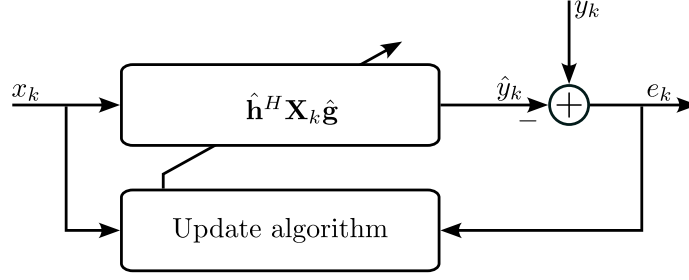 y_k
x_k
ĥ^H X_k ĝ
ŷ_k
−
+
e_k
Update algorithm